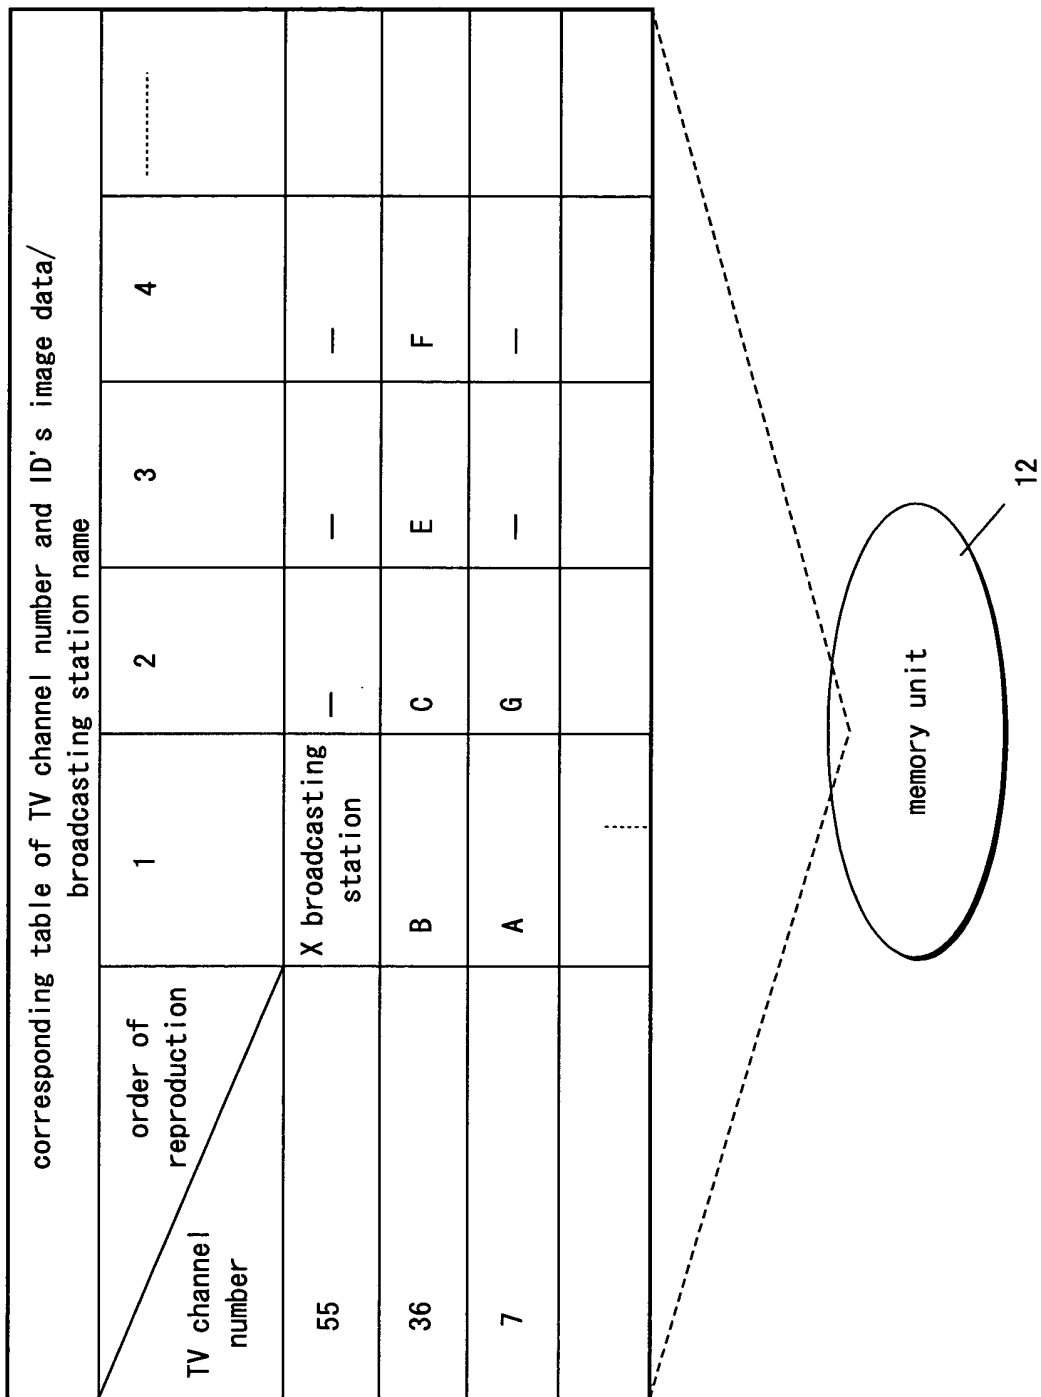 corresponding table of TV channel number and ID's image data/
broadcasting station name
order of
reproduction
TV channel
number
1
2
3
4
55
X broadcasting
station
—
—
—
36
B
C
E
F
7
A
G
—
—
memory unit
12